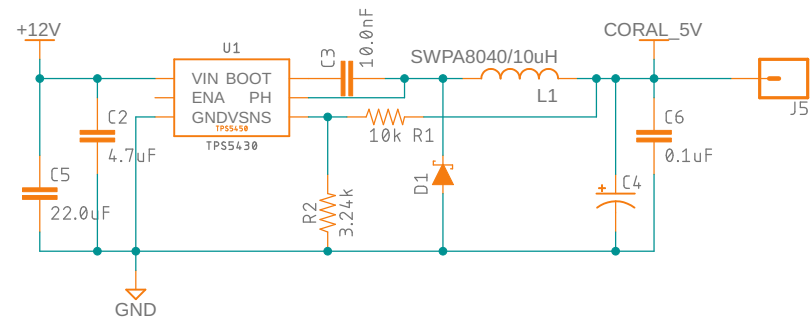 +12V
U1
C3
10.0nF
SWPA8040/10uH
CORAL_5V
VIN BOOT
ENA PH
GNDVSNS
TPS5450
TPS5430
L1
J5
C2
4.7uF
10k R1
C6
0.1uF
C5
22.0uF
R2
3.24k
D1
C4
+
GND